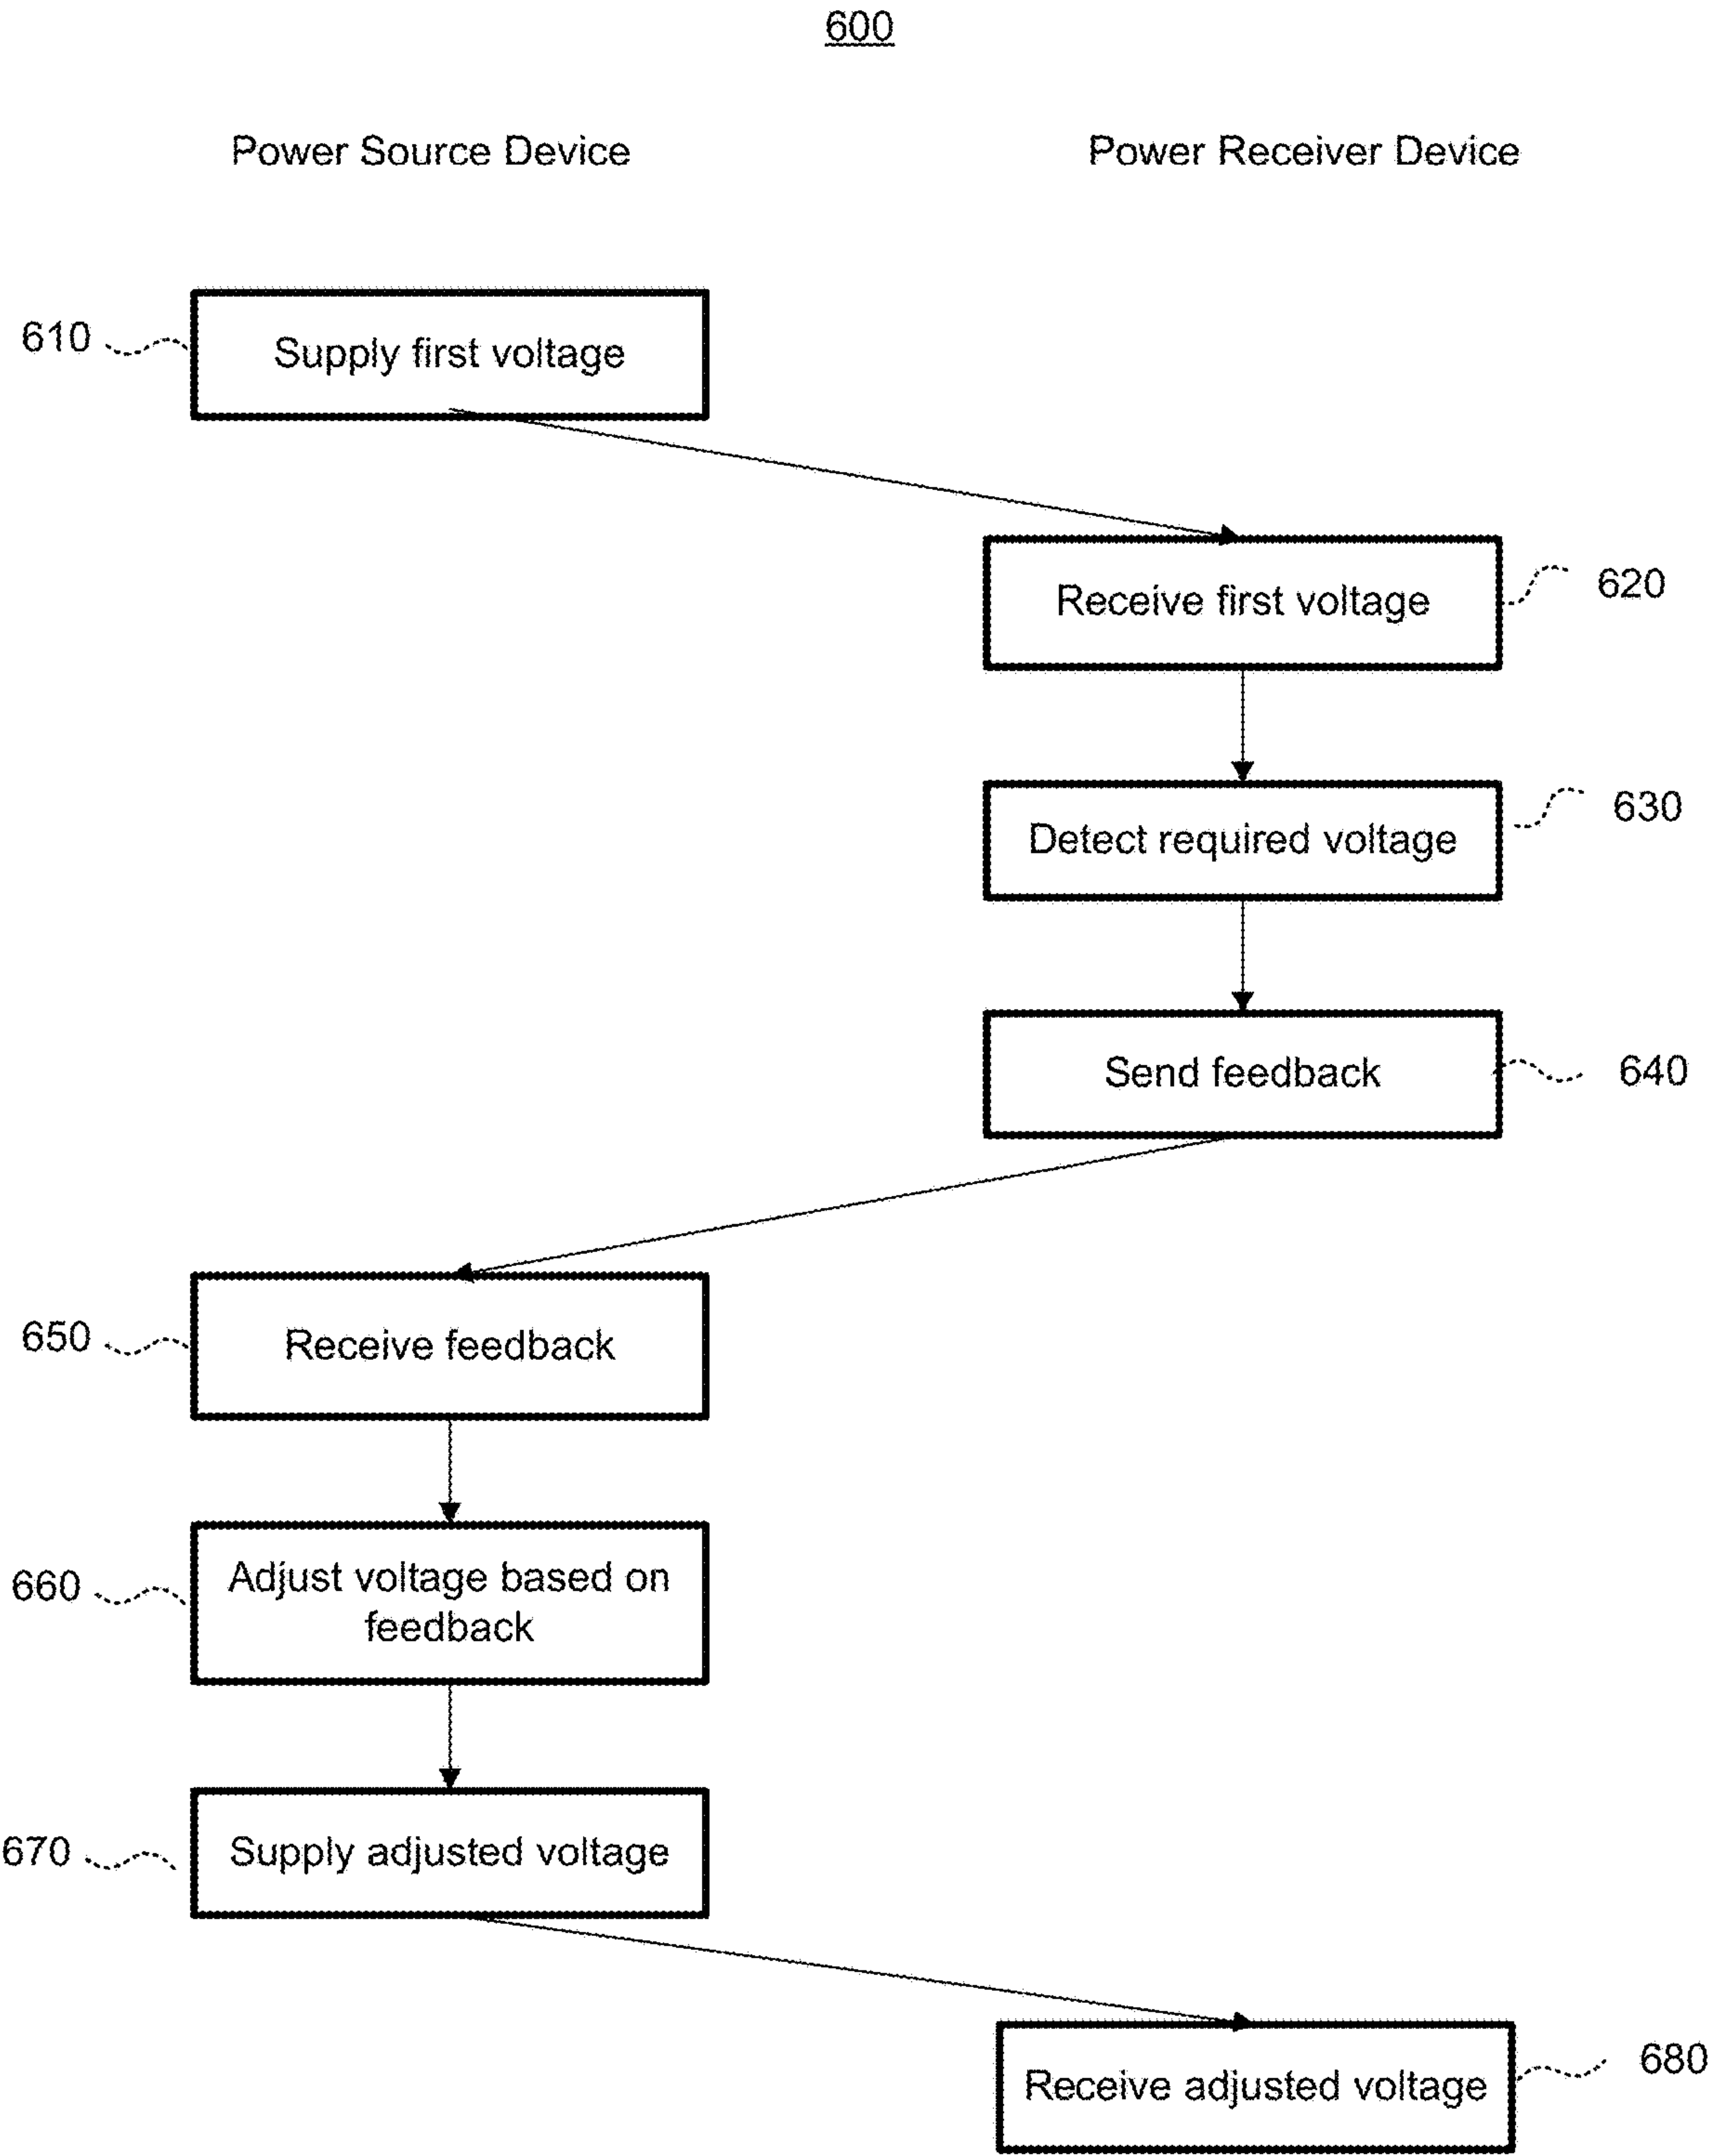 600
Power Source Device
Power Receiver Device
610
Supply first voltage
Receive first voltage
620
Detect required voltage
630
Send feedback
640
650
Receive feedback
660
Adjust voltage based on
feedback
670
Supply adjusted voltage
Receive adjusted voltage
680